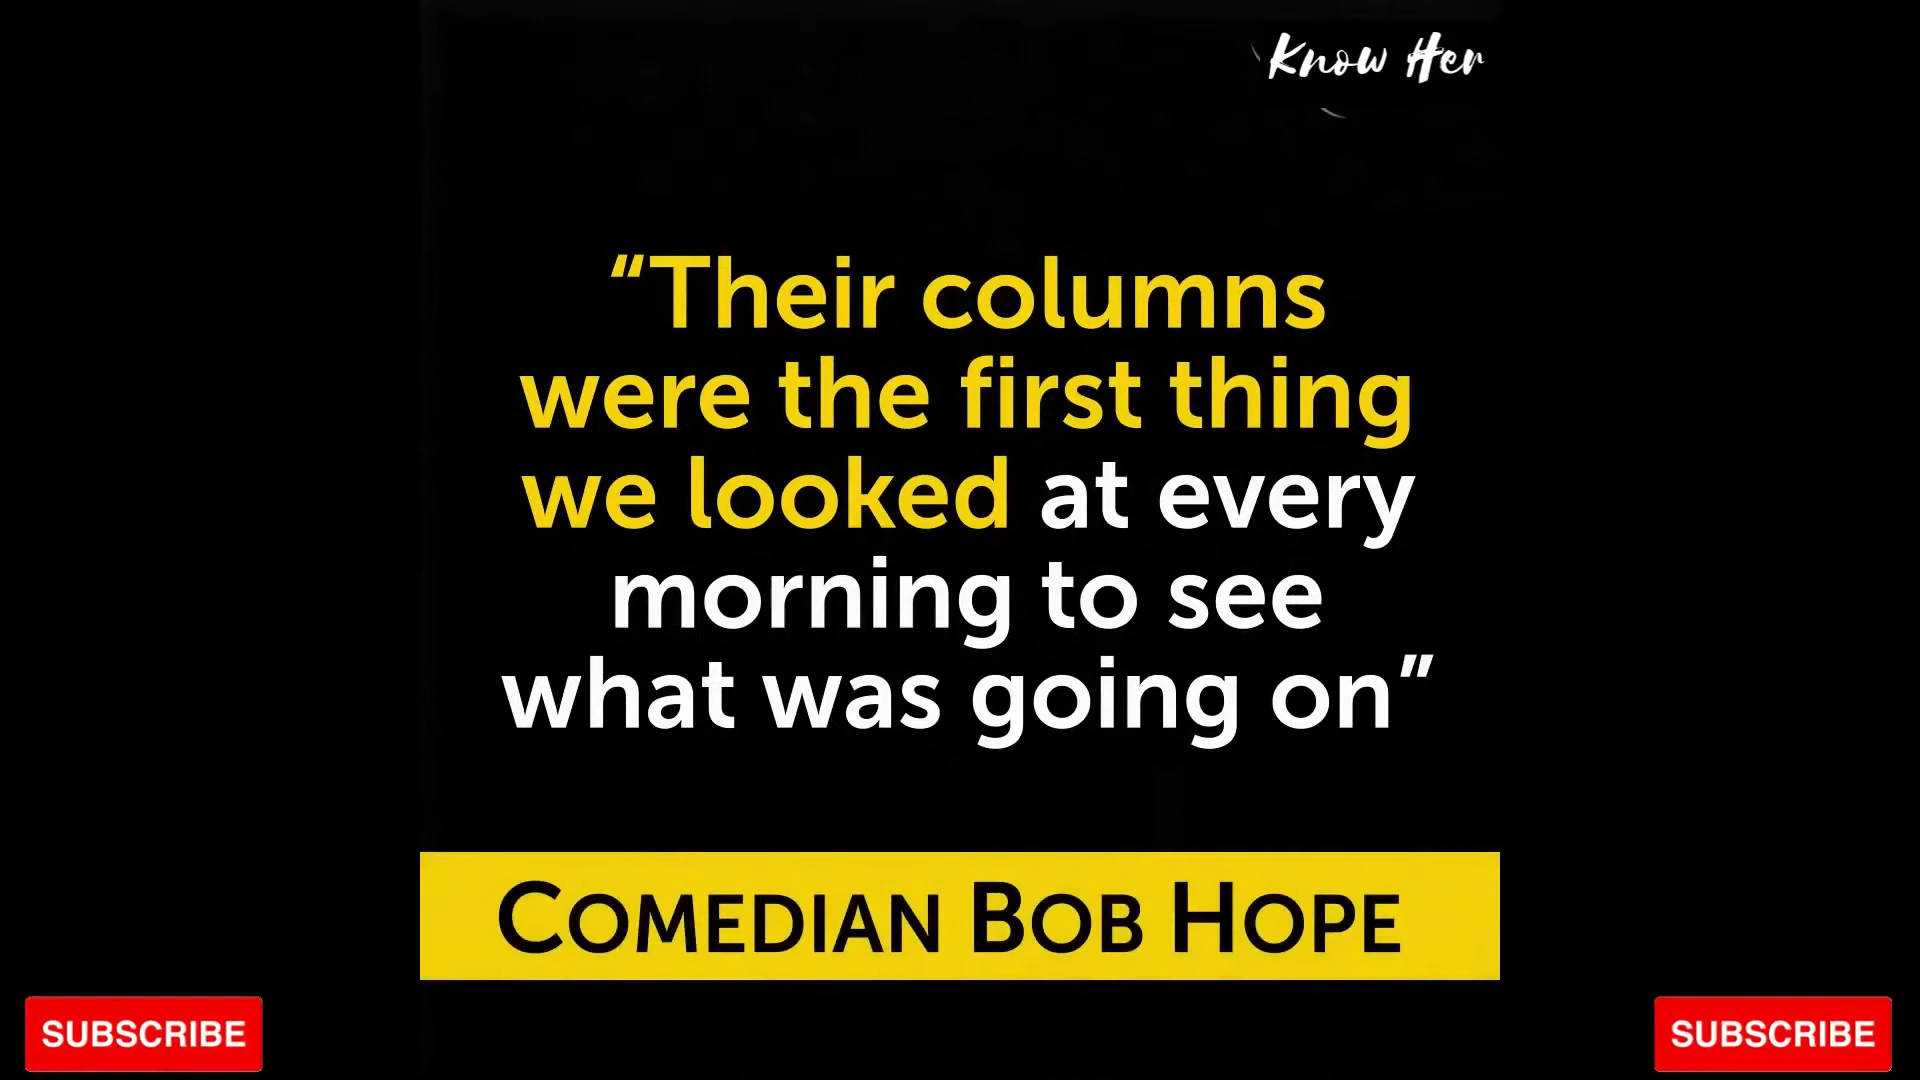 Know Her
“Their columns
were the first thing
we looked at every
morning to see
what was going on”
COMEDIAN BOB HOPE
SUBSCRIBE
SUBSCRIBE